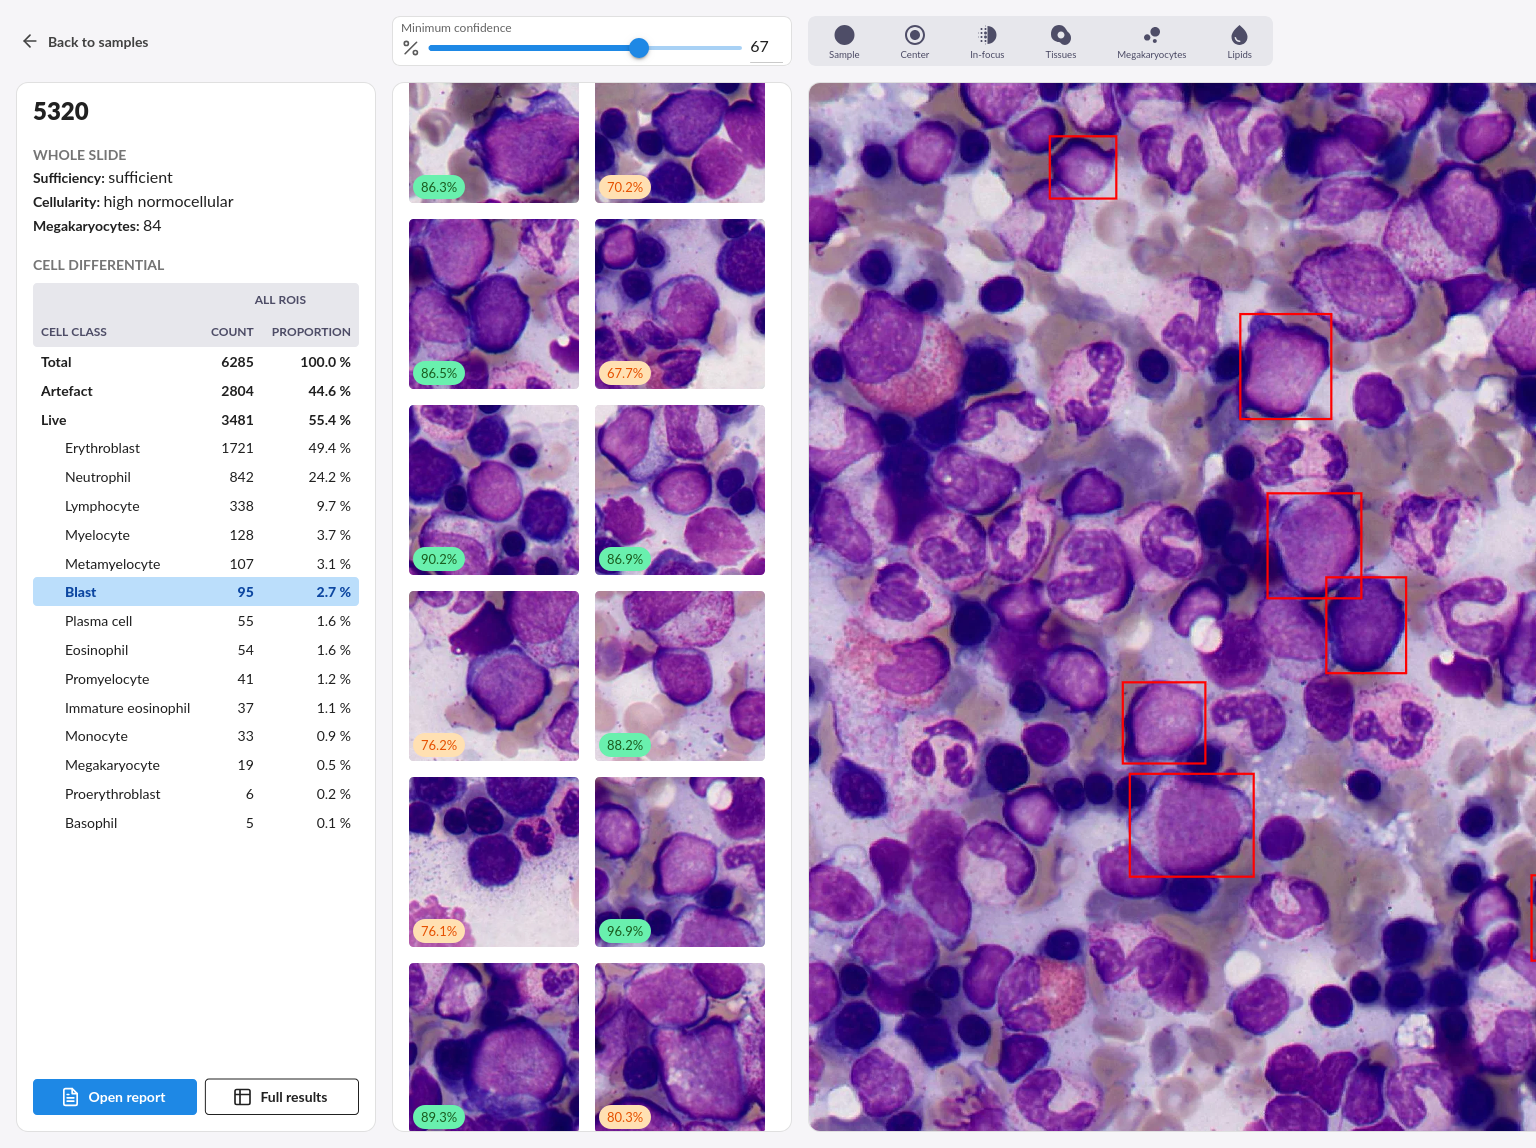 Back to samples
Minimum confidence
67
Sample
Center
In-focus
Tissues
Megakaryocytes
Lipids
5320
WHOLE SLIDE
Sufficiency: sufficient
Cellularity: high normocellular
Megakaryocytes: 84
CELL DIFFERENTIAL
ALL ROIS
CELL CLASS COUNT PROPORTION
Total 6285 100.0 %
Artefact 2804 44.6 %
Live 3481 55.4 %
Erythroblast 1721 49.4 %
Neutrophil 842 24.2 %
Lymphocyte 338 9.7 %
Myelocyte 128 3.7 %
Metamyelocyte 107 3.1 %
Blast 95 2.7 %
Plasma cell 55 1.6 %
Eosinophil 54 1.6 %
Promyelocyte 41 1.2 %
Immature eosinophil 37 1.1 %
Monocyte 33 0.9 %
Megakaryocyte 19 0.5 %
Proerythroblast 6 0.2 %
Basophil 5 0.1 %
Open report
Full results
86.3% 70.2%
86.5% 67.7%
90.2% 86.9%
76.2% 88.2%
76.1% 96.9%
89.3% 80.3%